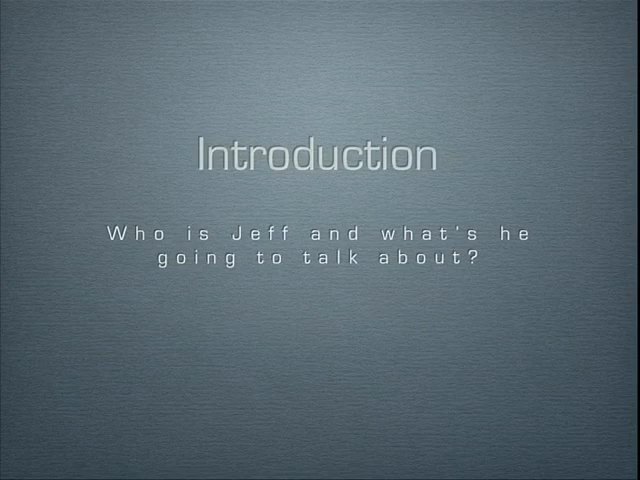 Introduction
Who is Jeff and what's he
going to talk about?